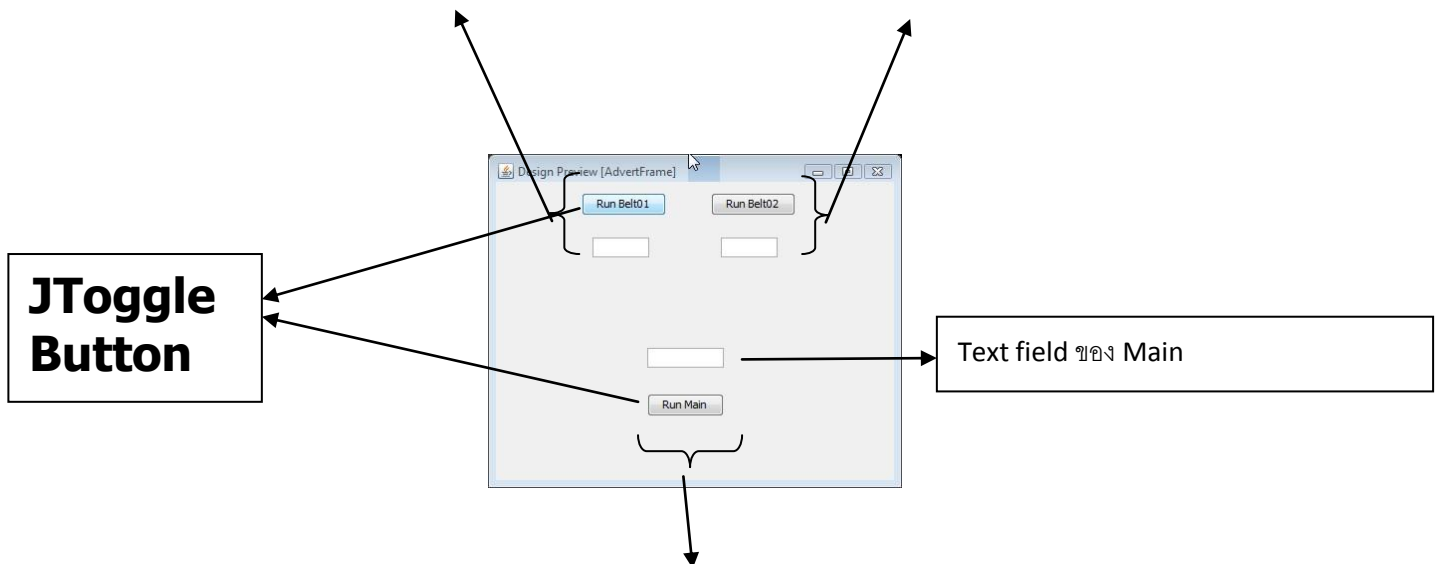 Design Preview [AdvertFrame]
Run Belt01
Run Belt02
JToggle
Button
Text field ของ Main
Run Main